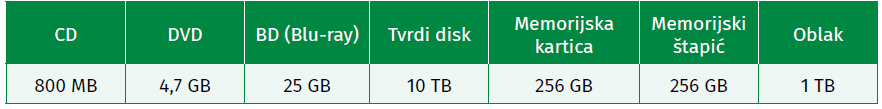 CD DVD BD (Blu-ray) Tvrdi disk Memorijska kartica Memorijski štapić Oblak
800 MB 4,7 GB 25 GB 10 TB 256 GB 256 GB 1 TB